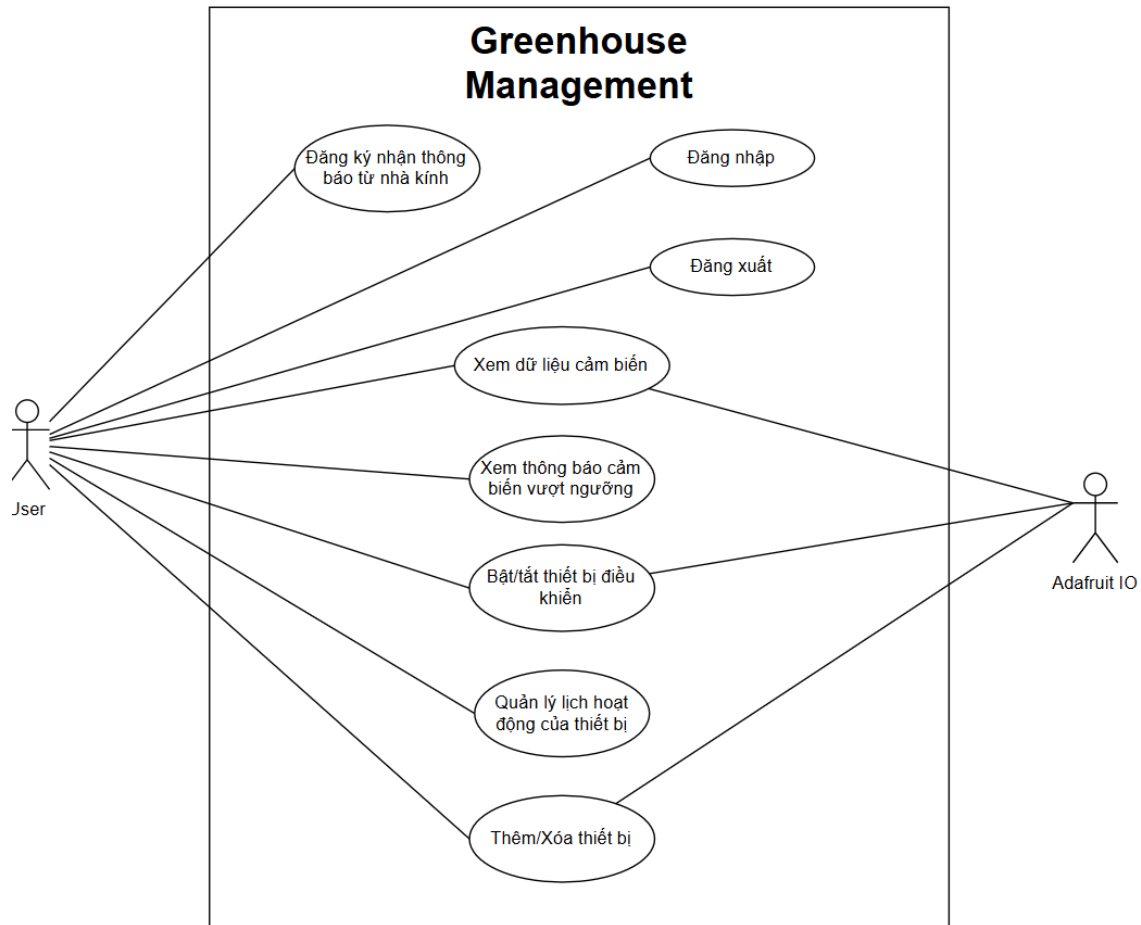 Greenhouse
Management
Đăng ký nhận thông
báo từ nhà kính
Đăng nhập
Đăng xuất
Xem dữ liệu cảm biến
Xem thông báo cảm
biến vượt ngưỡng
Bật/tắt thiết bị điều
khiển
Quản lý lịch hoạt
động của thiết bị
Thêm/Xóa thiết bị
User
Adafruit IO